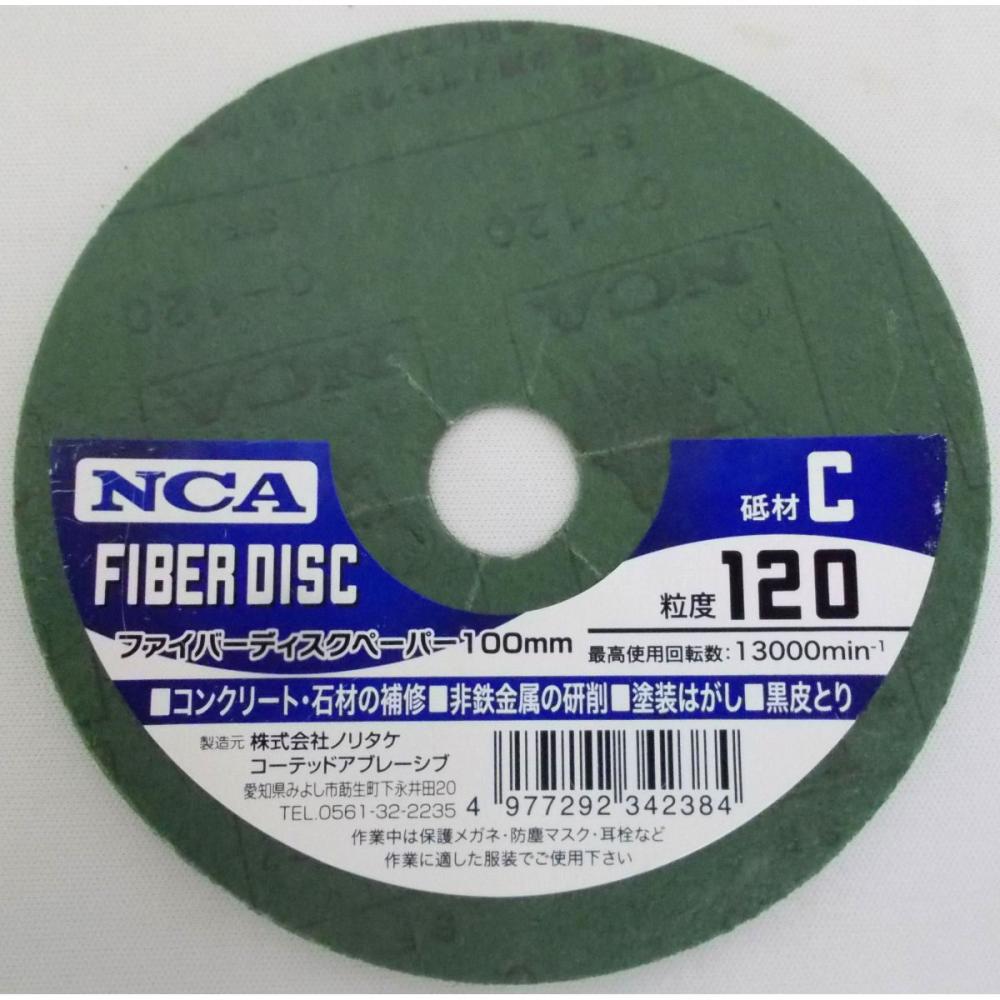 SE
C-120
NCA
SE
C-120
NCA
NCA
FIBER DISC
ファイバーディスクペーパー100mm
砥材 C
粒度 120
最高使用回転数:13000min-1
■コンクリート・石材の補修■非鉄金属の研削■塗装はがし■黒皮とり
製造元 株式会社ノリタケ
コーテッドアブレーシブ
愛知県みよし市莇生町下永井田20
TEL.0561-32-2235
4 977292 342384
作業中は保護メガネ・防塵マスク・耳栓など
作業に適した服装でご使用下さい